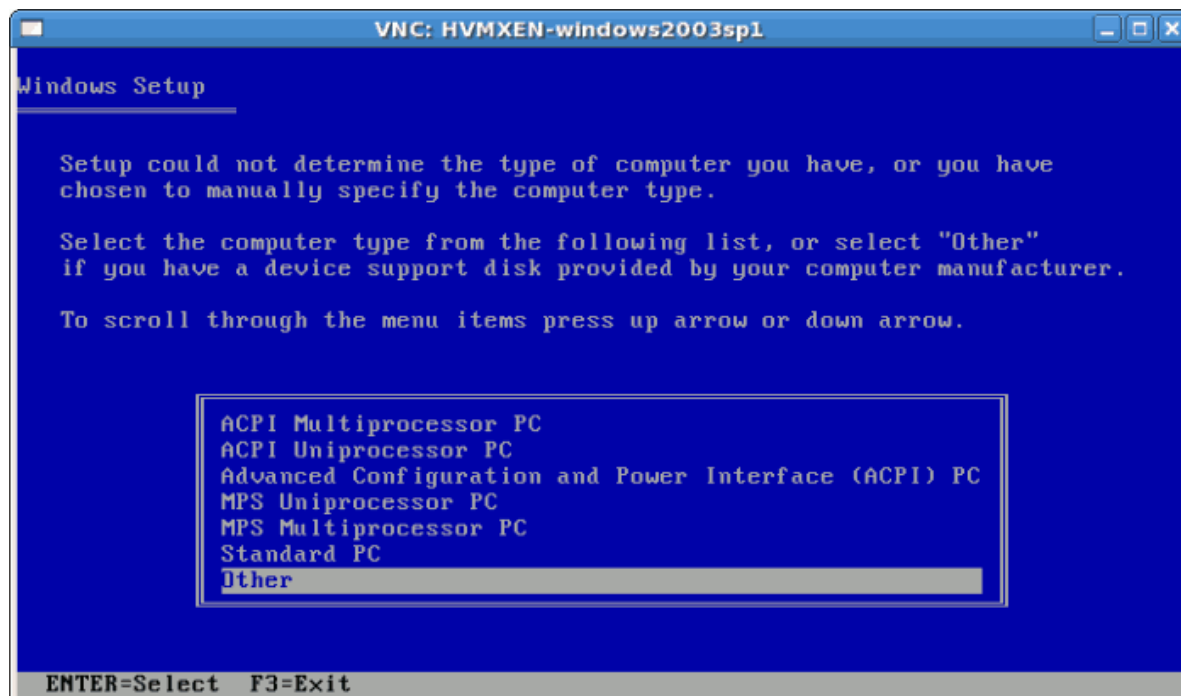 VNC: HVMXEN-windows2003sp1
Windows Setup
Setup could not determine the type of computer you have, or you have
chosen to manually specify the computer type.
Select the computer type from the following list, or select "Other"
if you have a device support disk provided by your computer manufacturer.
To scroll through the menu items press up arrow or down arrow.
ACPI Multiprocessor PC
ACPI Uniprocessor PC
Advanced Configuration and Power Interface (ACPI) PC
MPS Uniprocessor PC
MPS Multiprocessor PC
Standard PC
Other
ENTER=Select F3=Exit